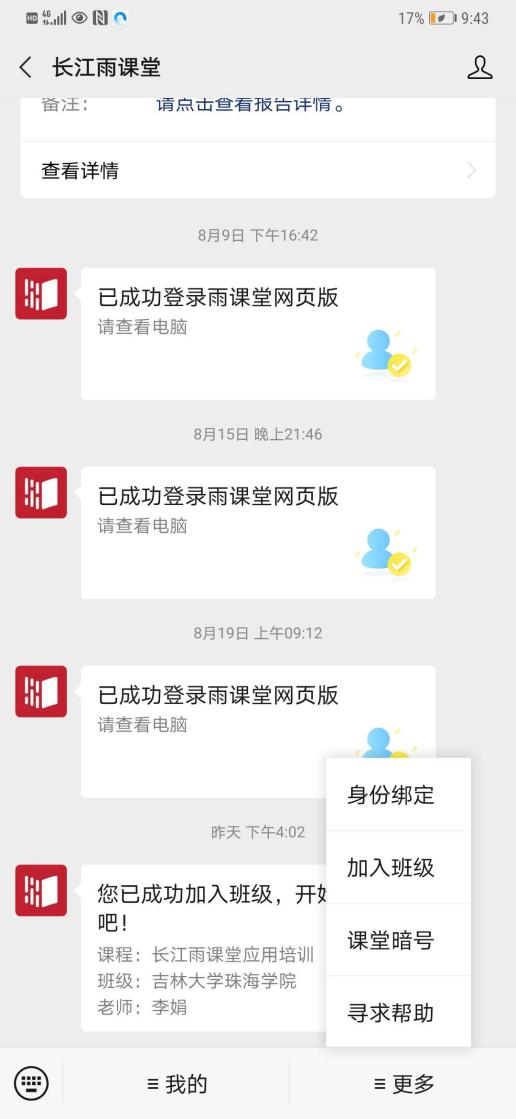 HD 4G 17% 9:43
长江雨课堂
备注: 请点击查看报告详情。
查看详情
8月9日 下午16:42
已成功登录雨课堂网页版
请查看电脑
8月15日 晚上21:46
已成功登录雨课堂网页版
请查看电脑
8月19日 上午09:12
已成功登录雨课堂网页版
请查看电脑
昨天 下午4:02
您已成功加入班级，开始
吧！
课程：长江雨课堂应用培训
班级：吉林大学珠海学院
老师：李娟
身份绑定
加入班级
课堂暗号
寻求帮助
我的
更多